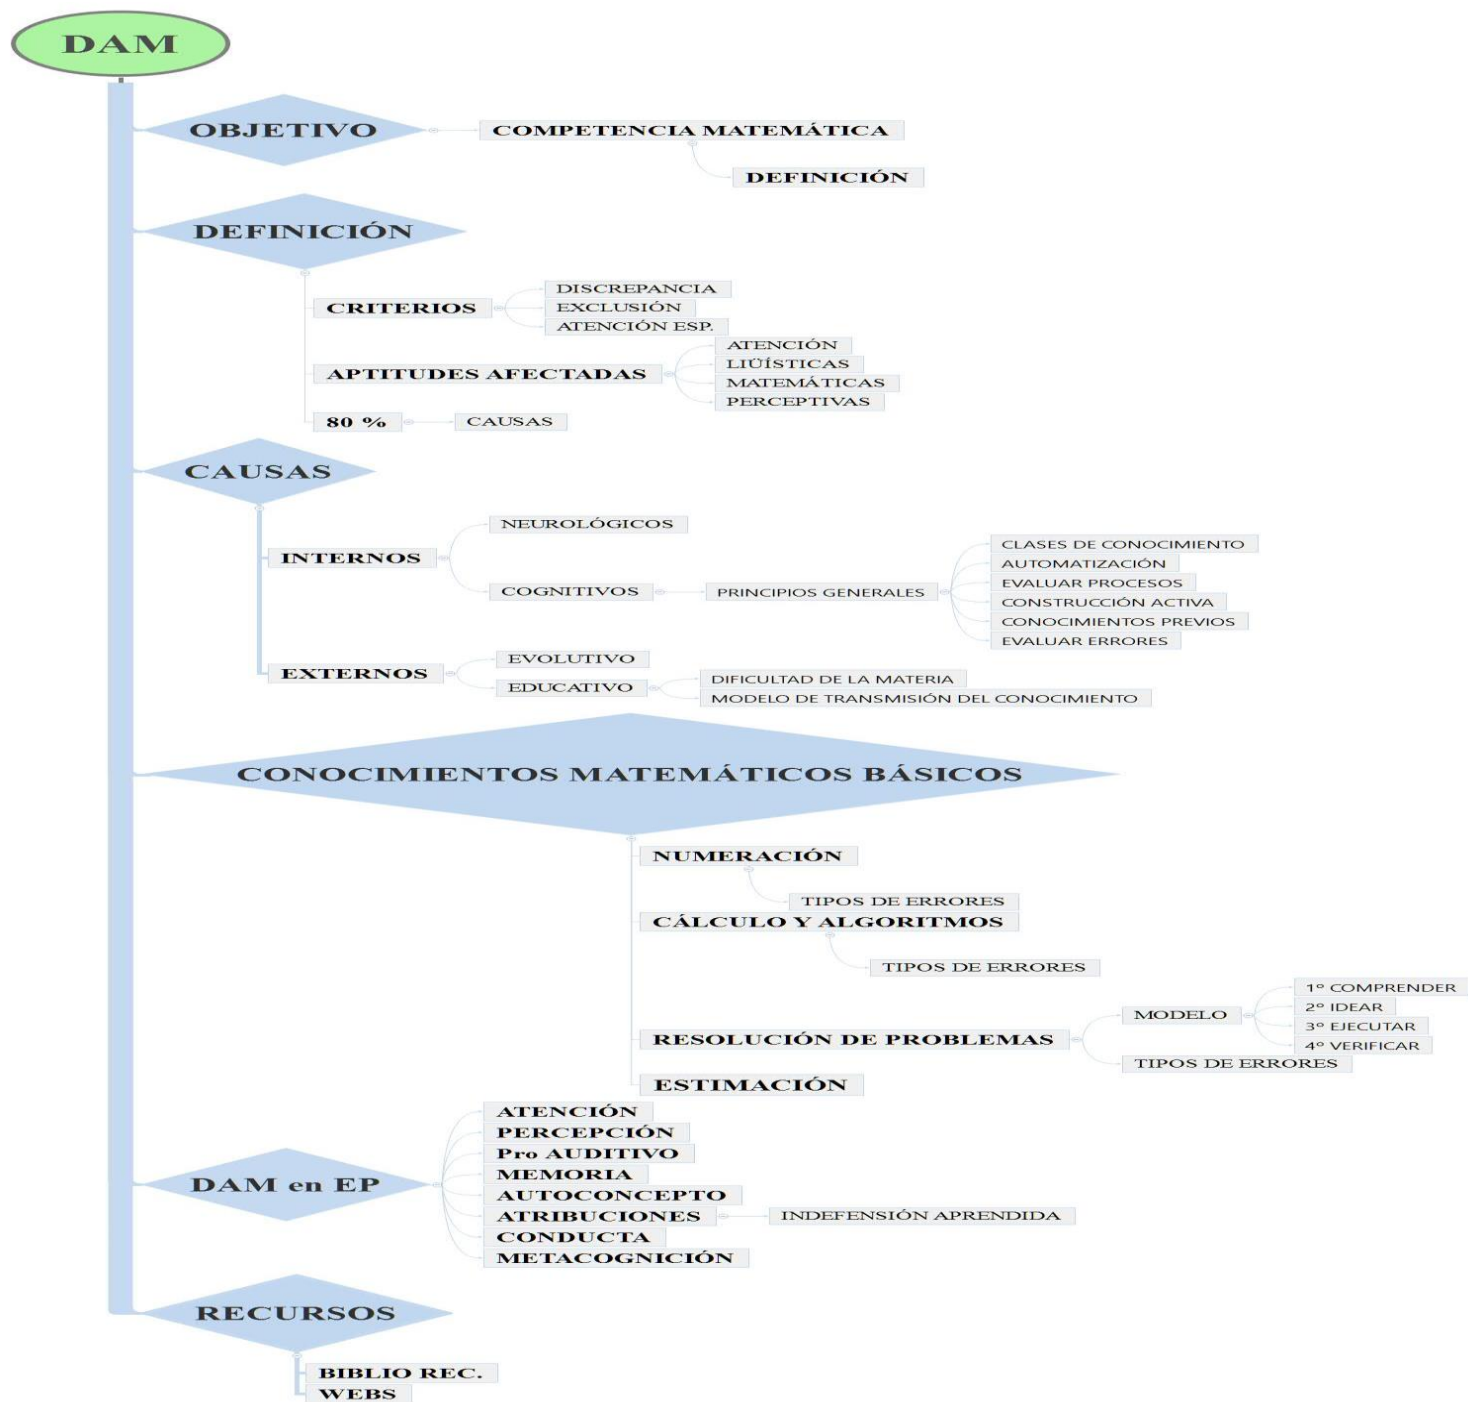 DAM
OBJETIVO
COMPETENCIA MATEMÁTICA
DEFINICIÓN
DEFINICIÓN
CRITERIOS
DISCREPANCIA
EXCLUSIÓN
ATENCIÓN ESP.
APTITUDES AFECTADAS
ATENCIÓN
LIÜÍSTICAS
MATEMÁTICAS
PERCEPTIVAS
80 %
CAUSAS
CAUSAS
INTERNOS
NEUROLÓGICOS
COGNITIVOS
PRINCIPIOS GENERALES
CLASES DE CONOCIMIENTO
AUTOMATIZACIÓN
EVALUAR PROCESOS
CONSTRUCCIÓN ACTIVA
CONOCIMIENTOS PREVIOS
EVALUAR ERRORES
EXTERNOS
EVOLUTIVO
EDUCATIVO
DIFICULTAD DE LA MATERIA
MODELO DE TRANSMISIÓN DEL CONOCIMIENTO
CONOCIMIENTOS MATEMÁTICOS BÁSICOS
NUMERACIÓN
TIPOS DE ERRORES
CÁLCULO Y ALGORITMOS
TIPOS DE ERRORES
RESOLUCIÓN DE PROBLEMAS
MODELO
1º COMPRENDER
2º IDEAR
3º EJECUTAR
4º VERIFICAR
TIPOS DE ERRORES
ESTIMACIÓN
DAM en EP
ATENCIÓN
PERCEPCIÓN
Pro AUDITIVO
MEMORIA
AUTOCONCEPTO
ATRIBUCIONES
INDEFENSIÓN APRENDIDA
CONDUCTA
METACOGNICIÓN
RECURSOS
BIBLIO REC.
WEBS